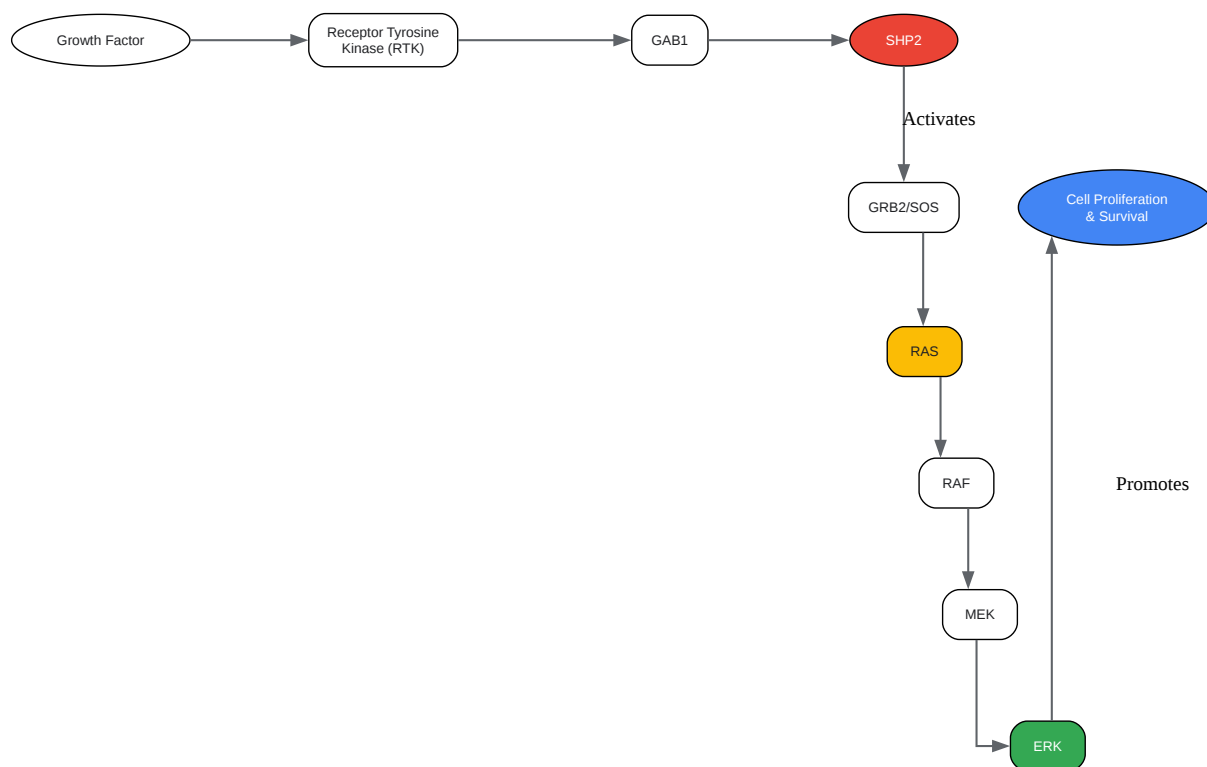 Growth Factor
Receptor Tyrosine
Kinase (RTK)
GAB1
SHP2
Activates
GRB2/SOS
Cell Proliferation
& Survival
RAS
RAF
Promotes
MEK
ERK